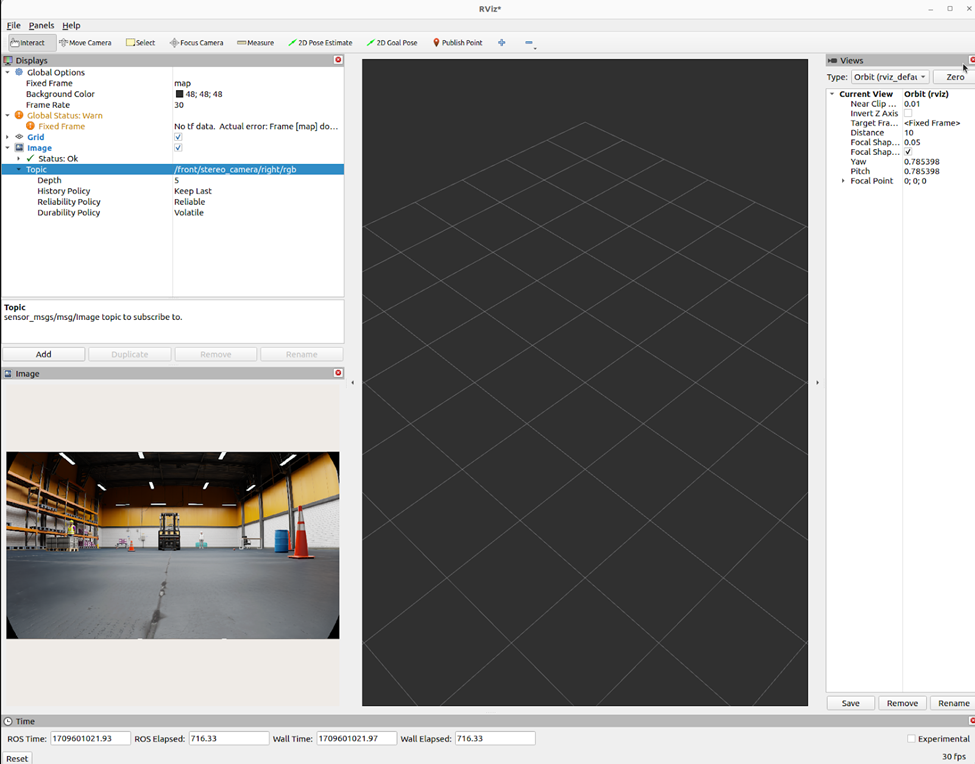 RViz*
File Panels Help
Interact Move Camera Select Focus Camera Measure 2D Pose Estimate 2D Goal Pose Publish Point
Displays
Global Options
Fixed Frame map
Background Color 48; 48; 48
Frame Rate 30
Global Status: Warn
Fixed Frame No tf data. Actual error: Frame [map] do...
Grid
Image
Status: Ok
Topic /front/stereo_camera/right/rgb
Depth 5
History Policy Keep Last
Reliability Policy Reliable
Durability Policy Volatile
Topic
sensor_msgs/msg/Image topic to subscribe to.
Add Duplicate Remove Rename
Image
Views
Type: Orbit (rviz_defau Zero
Current View Orbit (rviz)
Near Clip ... 0.01
Invert Z Axis
Target Fra... <Fixed Frame>
Distance 10
Focal Shap... 0.05
Focal Shap...
Yaw 0.785398
Pitch 0.785398
Focal Point 0; 0; 0
Save Remove Rename
Time
ROS Time: 1709601021.93 ROS Elapsed: 716.33 Wall Time: 1709601021.97 Wall Elapsed: 716.33 Experimental
Reset 30 fps